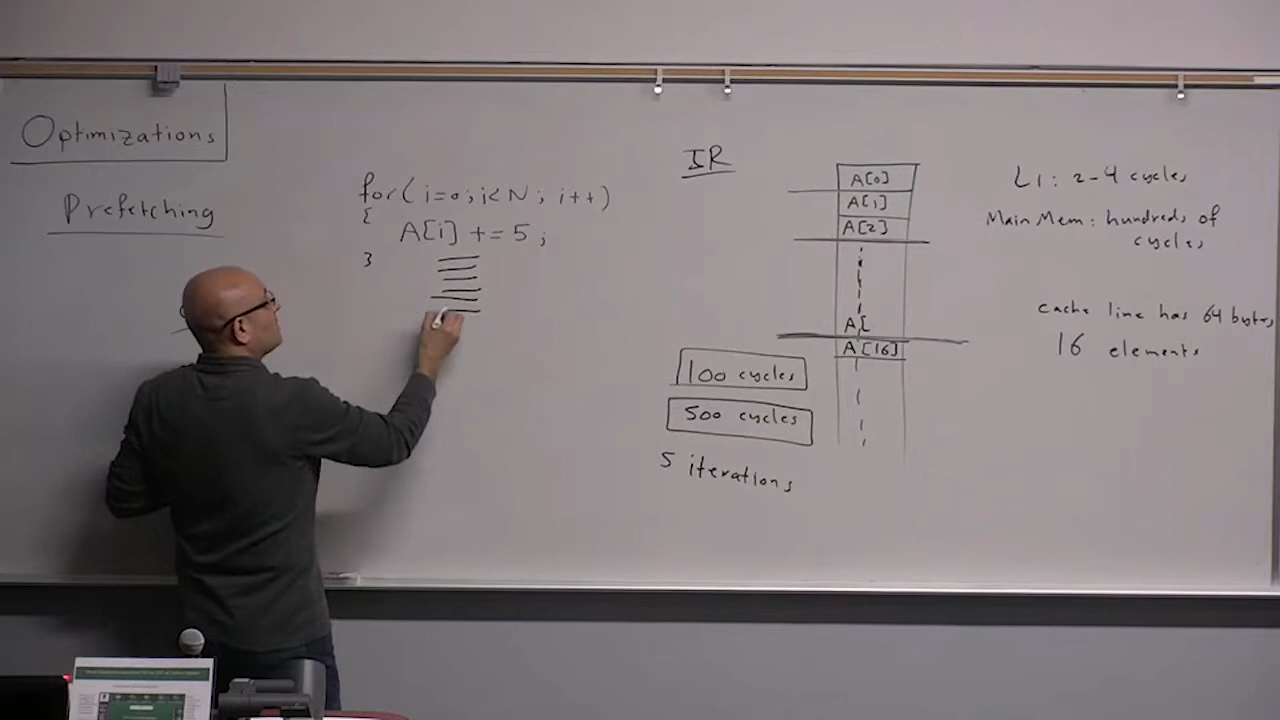 Optimizations
Prefetching
for( i=0; i<N; i++)
{
A[i] += 5;
}
IR
A[0]
A[1]
A[2]
A[
A[16]
100 cycles
500 cycles
5 iterations
L1: 2-4 cycles
Main Mem: hundreds of
cycles
cache line has 64 bytes
16 elements